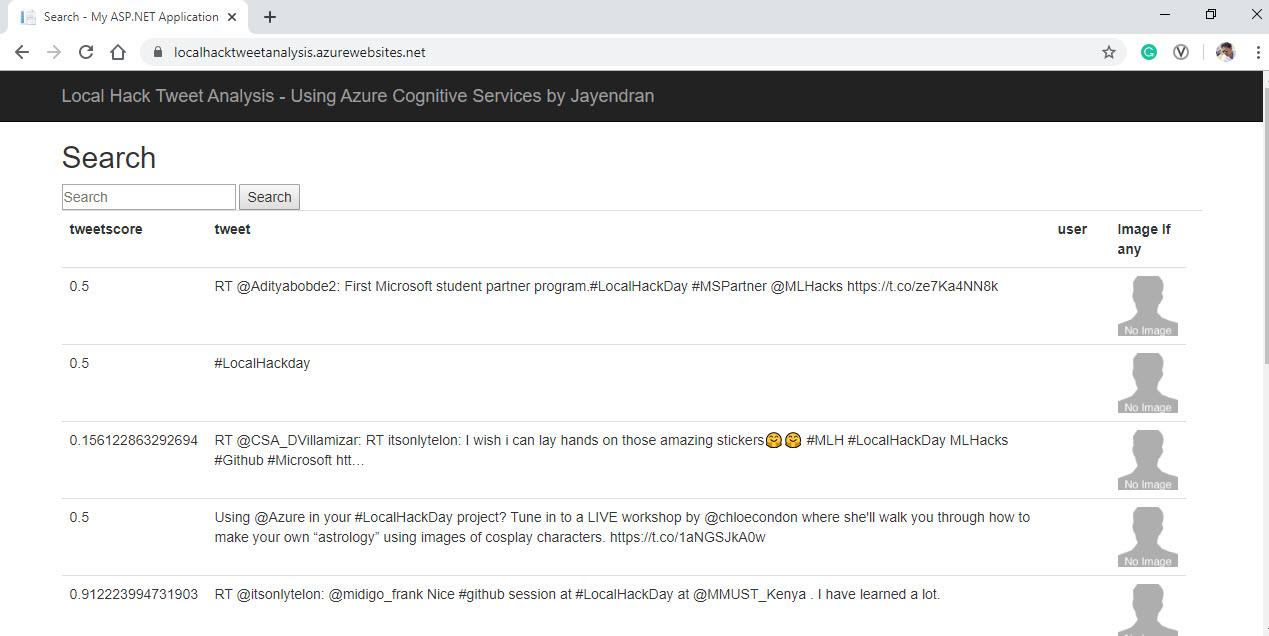 Search - My ASP.NET Application
localhacktweetanalysis.azurewebsites.net
Local Hack Tweet Analysis - Using Azure Cognitive Services by Jayendran
Search
Search Search
tweetscore tweet user Image If
any
0.5 RT @Adityabobde2: First Microsoft student partner program.#LocalHackDay #MSPartner @MLHacks https://t.co/ze7Ka4NN8k
No Image
0.5 #LocalHackday
No Image
0.156122863292694 RT @CSA_DVillamizar: RT itsonlytelon: I wish i can lay hands on those amazing stickers🤗🤗 #MLH #LocalHackDay MLHacks
#Github #Microsoft htt…
No Image
0.5 Using @Azure in your #LocalHackDay project? Tune in to a LIVE workshop by @chloecondon where she'll walk you through how to
make your own “astrology” using images of cosplay characters. https://t.co/1aNGSJkA0w
No Image
0.912223994731903 RT @itsonlytelon: @midigo_frank Nice #github session at #LocalHackDay at @MMUST_Kenya . I have learned a lot.
No Image